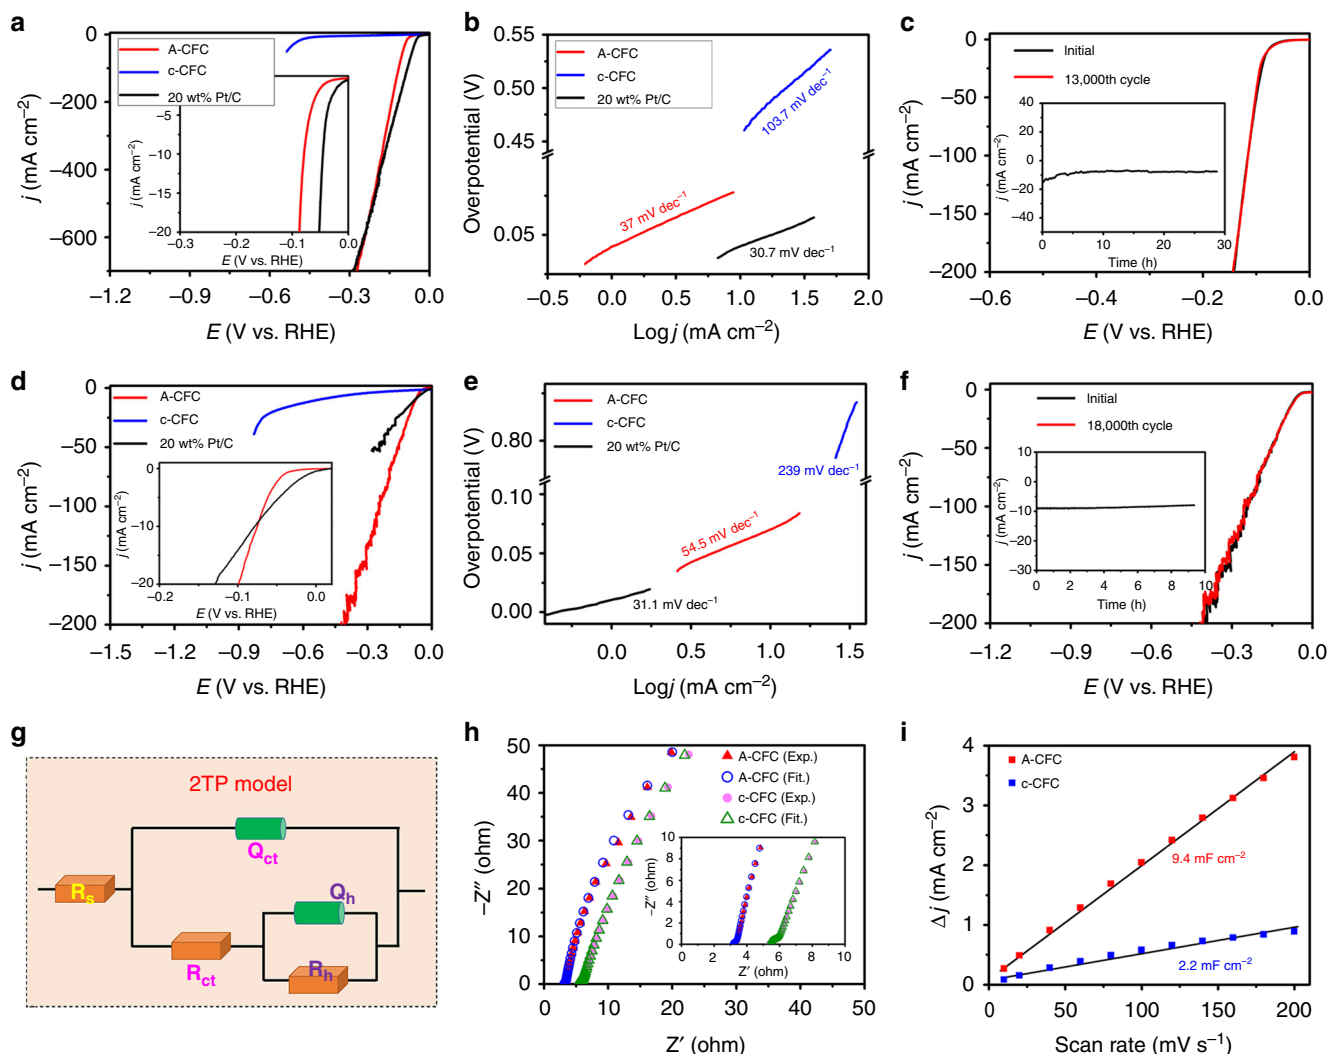 a
j (mA cm−2)
0
−200
−400
−600
A-CFC
c-CFC
20 wt% Pt/C
j (mA cm−2)
−5
−10
−15
−20
−0.3 −0.2 −0.1 0.0
E (V vs. RHE)
−1.2 −0.9 −0.6 −0.3 0.0
E (V vs. RHE)
b
Overpotential (V)
0.55
0.50
0.45
0.05
A-CFC
c-CFC
20 wt% Pt/C
103.7 mV dec−1
37 mV dec−1
30.7 mV dec−1
−0.5 0.0 0.5 1.0 1.5 2.0
Log j (mA cm−2)
c
j (mA cm−2)
0
−50
−100
−150
−200
Initial
13,000th cycle
j (mA cm−2)
40
20
0
−20
−40
0 5 10 15 20 25 30
Time (h)
−0.6 −0.4 −0.2 0.0
E (V vs. RHE)
d
j (mA cm−2)
0
−50
−100
−150
−200
A-CFC
c-CFC
20 wt% Pt/C
j (mA cm−2)
0
−10
−20
−0.2 −0.1 0.0
E (V vs. RHE)
−1.5 −1.2 −0.9 −0.6 −0.3 0.0
E (V vs. RHE)
e
Overpotential (V)
0.80
0.10
0.05
0.00
A-CFC
c-CFC
20 wt% Pt/C
239 mV dec−1
54.5 mV dec−1
31.1 mV dec−1
0.0 0.5 1.0 1.5
Logj (mA cm−2)
f
j (mA cm−2)
0
−50
−100
−150
−200
Initial
18,000th cycle
j (mA cm−2)
10
0
−10
−20
−30
0 2 4 6 8 10
Time (h)
−1.2 −0.9 −0.6 −0.3 0.0
E (V vs. RHE)
g
2TP model
Qct
Rs
Qh
Rct
Rh
h
−Z″ (ohm)
50
40
30
20
10
0
A-CFC (Exp.)
A-CFC (Fit.)
c-CFC (Exp.)
c-CFC (Fit.)
−Z″ (ohm)
10
8
6
4
2
0
0 2 4 6 8 10
Z′ (ohm)
0 10 20 30 40 50
Z′ (ohm)
i
Δj (mA cm−2)
4
3
2
1
0
A-CFC
c-CFC
9.4 mF cm−2
2.2 mF cm−2
0 50 100 150 200
Scan rate (mV s−1)